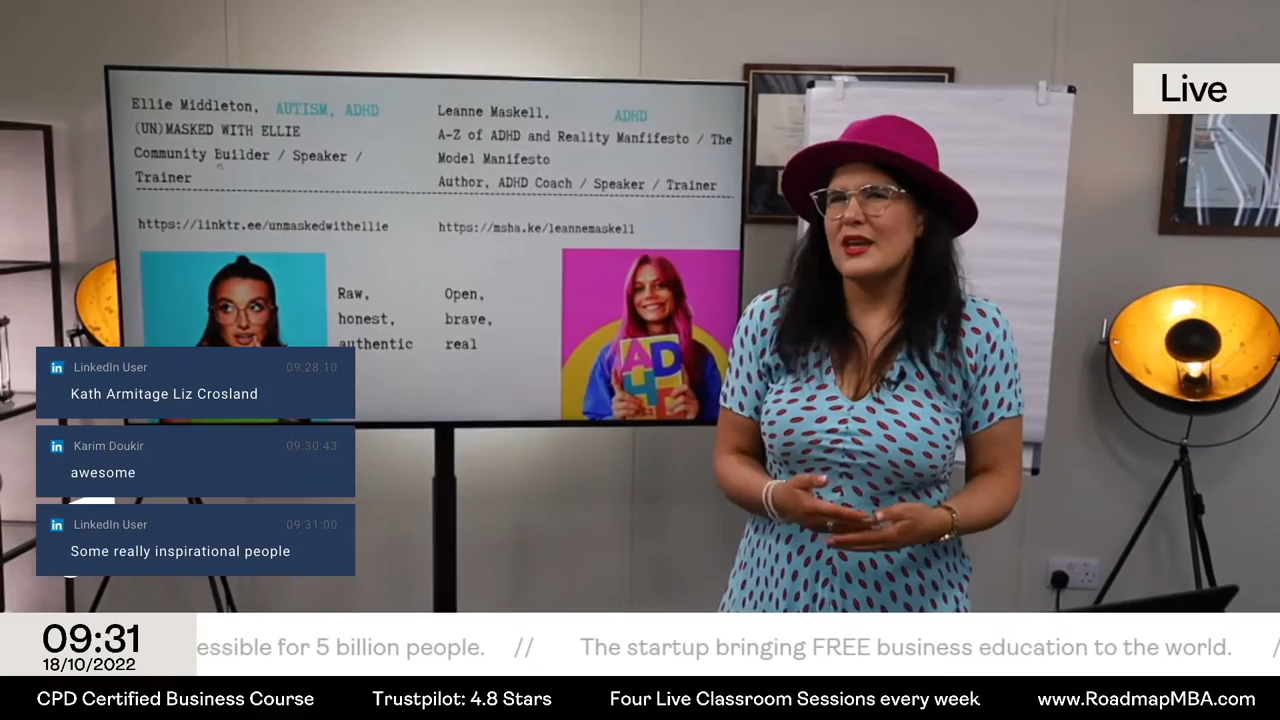 Live
Ellie Middleton, AUTISM, ADHD
(UN)MASKED WITH ELLIE
Community Builder / Speaker /
Trainer
https://linktr.ee/unmaskedwithellie
Raw,
honest,
authentic
Leanne Maskell, ADHD
A-Z of ADHD and Reality Manfifesto / The
Model Manifesto
Author, ADHD Coach / Speaker / Trainer
https://msha.ke/leannemaskell
Open,
brave,
real
AD
HD
in LinkedIn User 09:28:10
Kath Armitage Liz Crosland
in Karim Doukir 09:30:43
awesome
in LinkedIn User 09:31:00
Some really inspirational people
09:31
18/10/2022
essible for 5 billion people. // The startup bringing FREE business education to the world. /
CPD Certified Business Course Trustpilot: 4.8 Stars Four Live Classroom Sessions every week www.RoadmapMBA.com